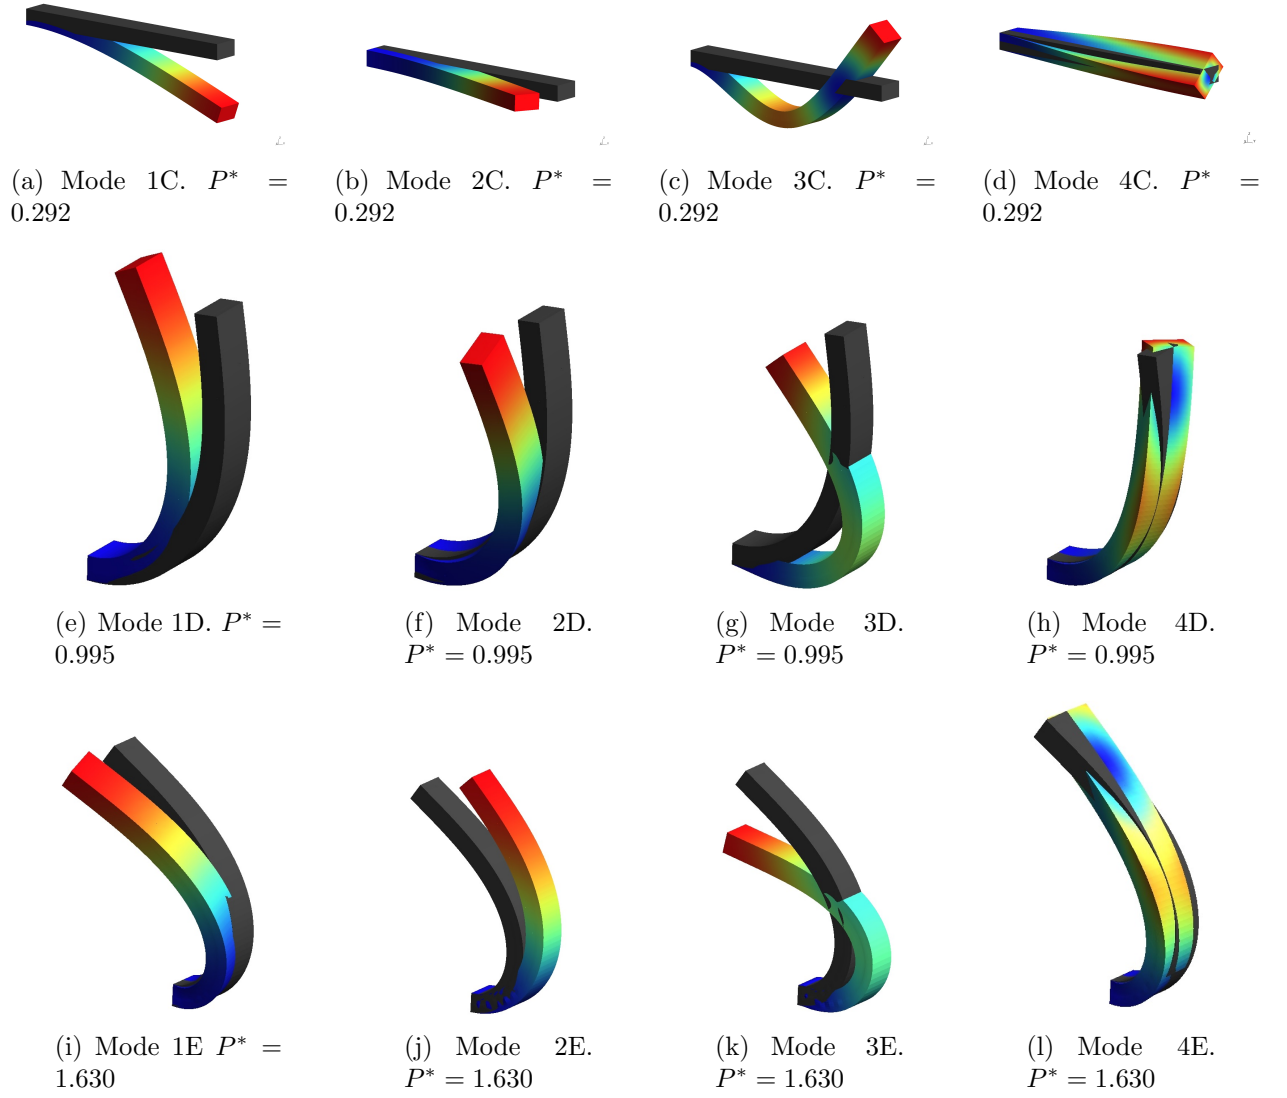 (a) Mode 1C. P* =
0.292
(b) Mode 2C. P* =
0.292
(c) Mode 3C. P* =
0.292
(d) Mode 4C. P* =
0.292
(e) Mode 1D. P* =
0.995
(f) Mode 2D.
P* = 0.995
(g) Mode 3D.
P* = 0.995
(h) Mode 4D.
P* = 0.995
(i) Mode 1E P* =
1.630
(j) Mode 2E.
P* = 1.630
(k) Mode 3E.
P* = 1.630
(l) Mode 4E.
P* = 1.630